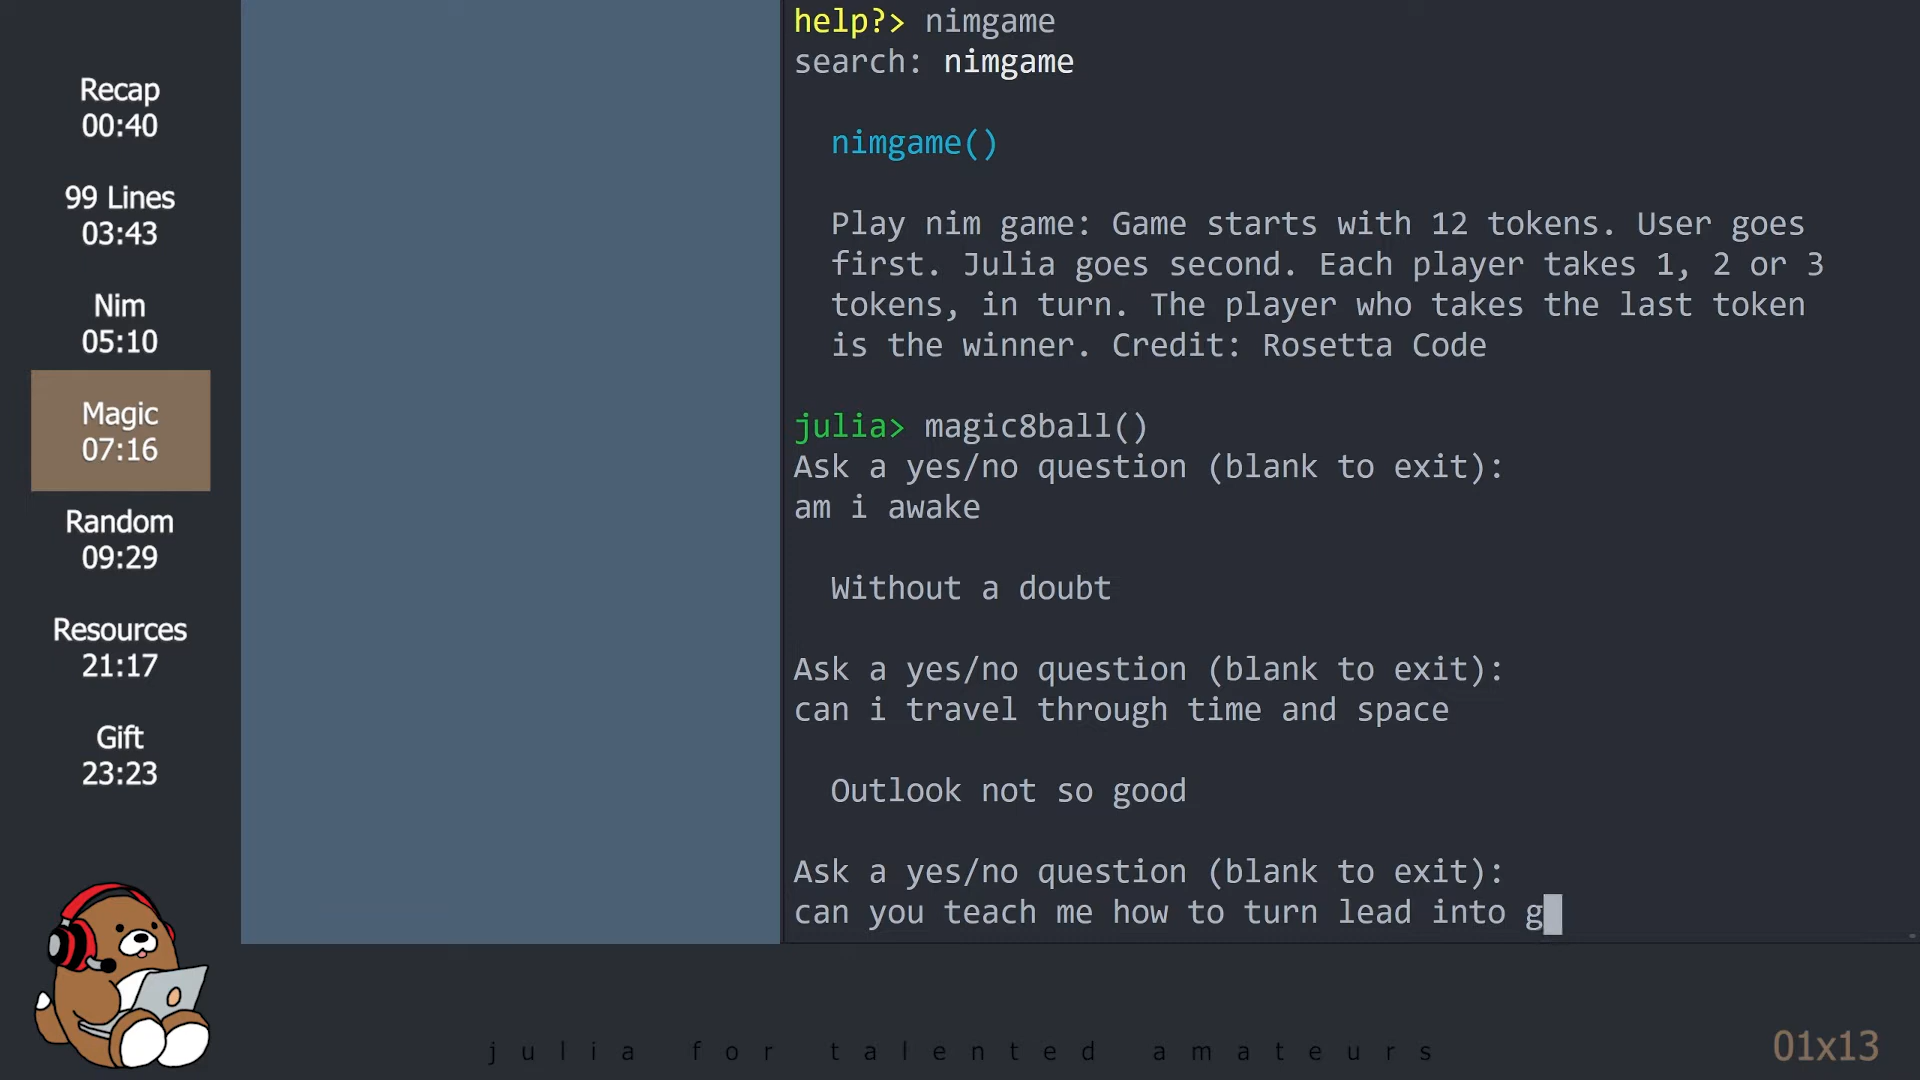 Recap
00:40
99 Lines
03:43
Nim
05:10
Magic
07:16
Random
09:29
Resources
21:17
Gift
23:23
help?> nimgame
search: nimgame
nimgame()
Play nim game: Game starts with 12 tokens. User goes
first. Julia goes second. Each player takes 1, 2 or 3
tokens, in turn. The player who takes the last token
is the winner. Credit: Rosetta Code
julia> magic8ball()
Ask a yes/no question (blank to exit):
am i awake
Without a doubt
Ask a yes/no question (blank to exit):
can i travel through time and space
Outlook not so good
Ask a yes/no question (blank to exit):
can you teach me how to turn lead into g
julia for talented amateurs
01x13